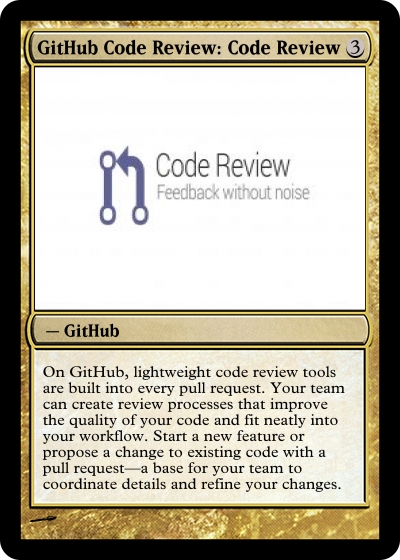 GitHub Code Review: Code Review 3
Code Review
Feedback without noise
— GitHub
On GitHub, lightweight code review tools
are built into every pull request. Your team
can create review processes that improve
the quality of your code and fit neatly into
your workflow. Start a new feature or
propose a change to existing code with a
pull request—a base for your team to
coordinate details and refine your changes.